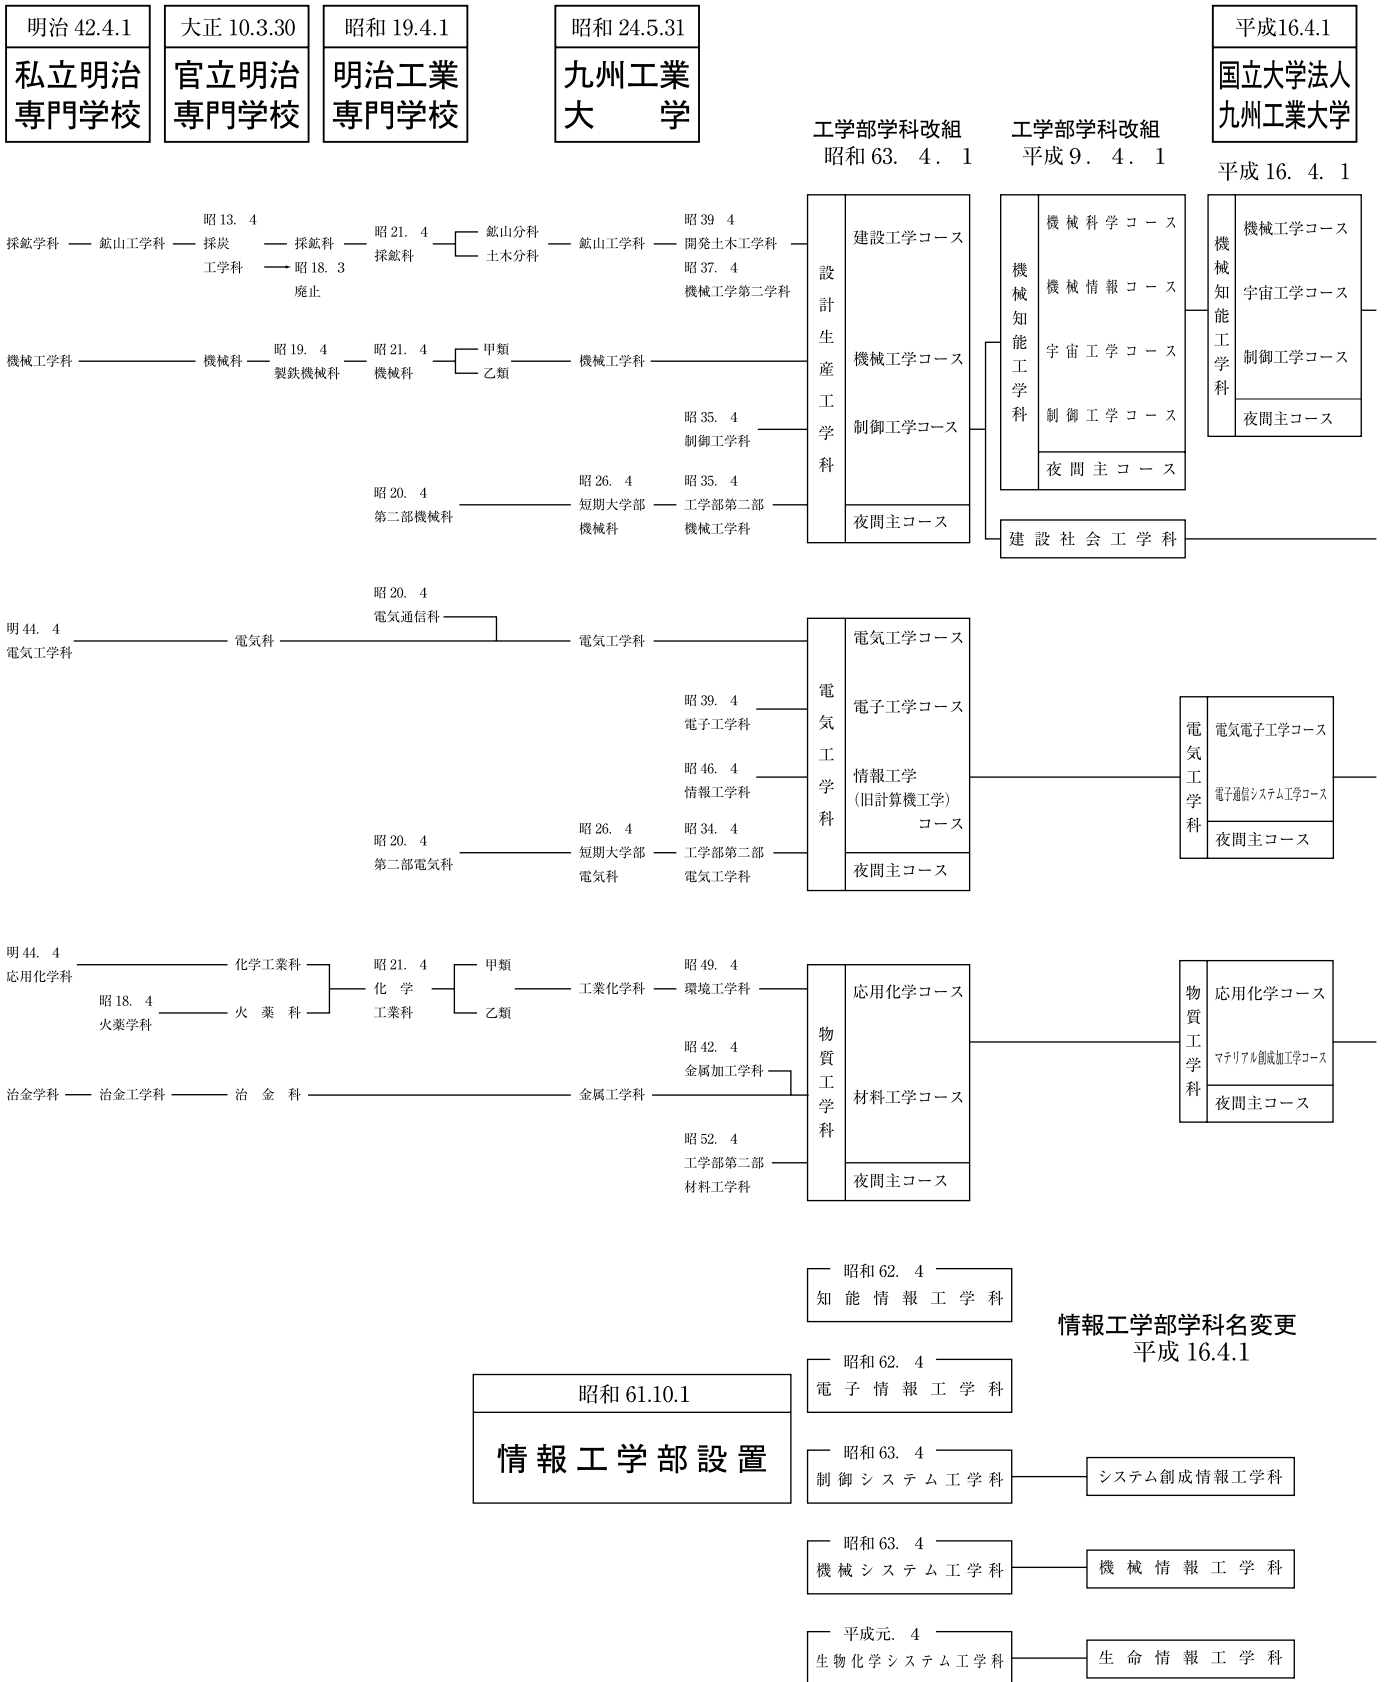 明治 42.4.1
私立明治
専門学校
大正 10.3.30
官立明治
専門学校
昭和 19.4.1
明治工業
専門学校
昭和 24.5.31
九州工業
大　学
平成16.4.1
国立大学法人
九州工業大学
工学部学科改組
昭和 63. 4. 1
工学部学科改組
平成 9. 4. 1
平成 16. 4. 1
採鉱学科
鉱山工学科
昭 13. 4
採炭
工学科
採鉱科
昭 18. 3
廃止
昭 21. 4
採鉱科
鉱山分科
土木分科
鉱山工学科
昭 39 4
開発土木工学科
昭 37. 4
機械工学第二学科
機械工学科
機械科
昭 19. 4
製鉄機械科
昭 21. 4
機械科
甲類
乙類
機械工学科
昭 35. 4
制御工学科
昭 20. 4
第二部機械科
昭 26. 4
短期大学部
機械科
昭 35. 4
工学部第二部
機械工学科
設計生産工学科
建設工学コース
機械工学コース
制御工学コース
夜間主コース
機械知能工学科
機械科学コース
機械情報コース
宇宙工学コース
制御工学コース
夜間主コース
建設社会工学科
機械知能工学科
機械工学コース
宇宙工学コース
制御工学コース
夜間主コース
明 44. 4
電気工学科
電気科
昭 20. 4
電気通信科
電気工学科
昭 39. 4
電子工学科
昭 46. 4
情報工学科
昭 20. 4
第二部電気科
昭 26. 4
短期大学部
電気科
昭 34. 4
工学部第二部
電気工学科
電気工学科
電気工学コース
電子工学コース
情報工学
（旧計算機工学）
コース
夜間主コース
電気工学科
電気電子工学コース
電子通信システム工学コース
夜間主コース
明 44. 4
応用化学科
昭 18. 4
火薬学科
化学工業科
火薬科
昭 21. 4
化学
工業科
甲類
乙類
工業化学科
昭 49. 4
環境工学科
昭 42. 4
金属加工学科
冶金学科
冶金工学科
冶金科
金属工学科
昭 52. 4
工学部第二部
材料工学科
物質工学科
応用化学コース
材料工学コース
夜間主コース
物質工学科
応用化学コース
マテリアル創成加工学コース
夜間主コース
昭和 61.10.1
情報工学部設置
昭和 62. 4
知能情報工学科
昭和 62. 4
電子情報工学科
昭和 63. 4
制御システム工学科
昭和 63. 4
機械システム工学科
平成元. 4
生物化学システム工学科
情報工学部学科名変更
平成 16.4.1
システム創成情報工学科
機械情報工学科
生命情報工学科